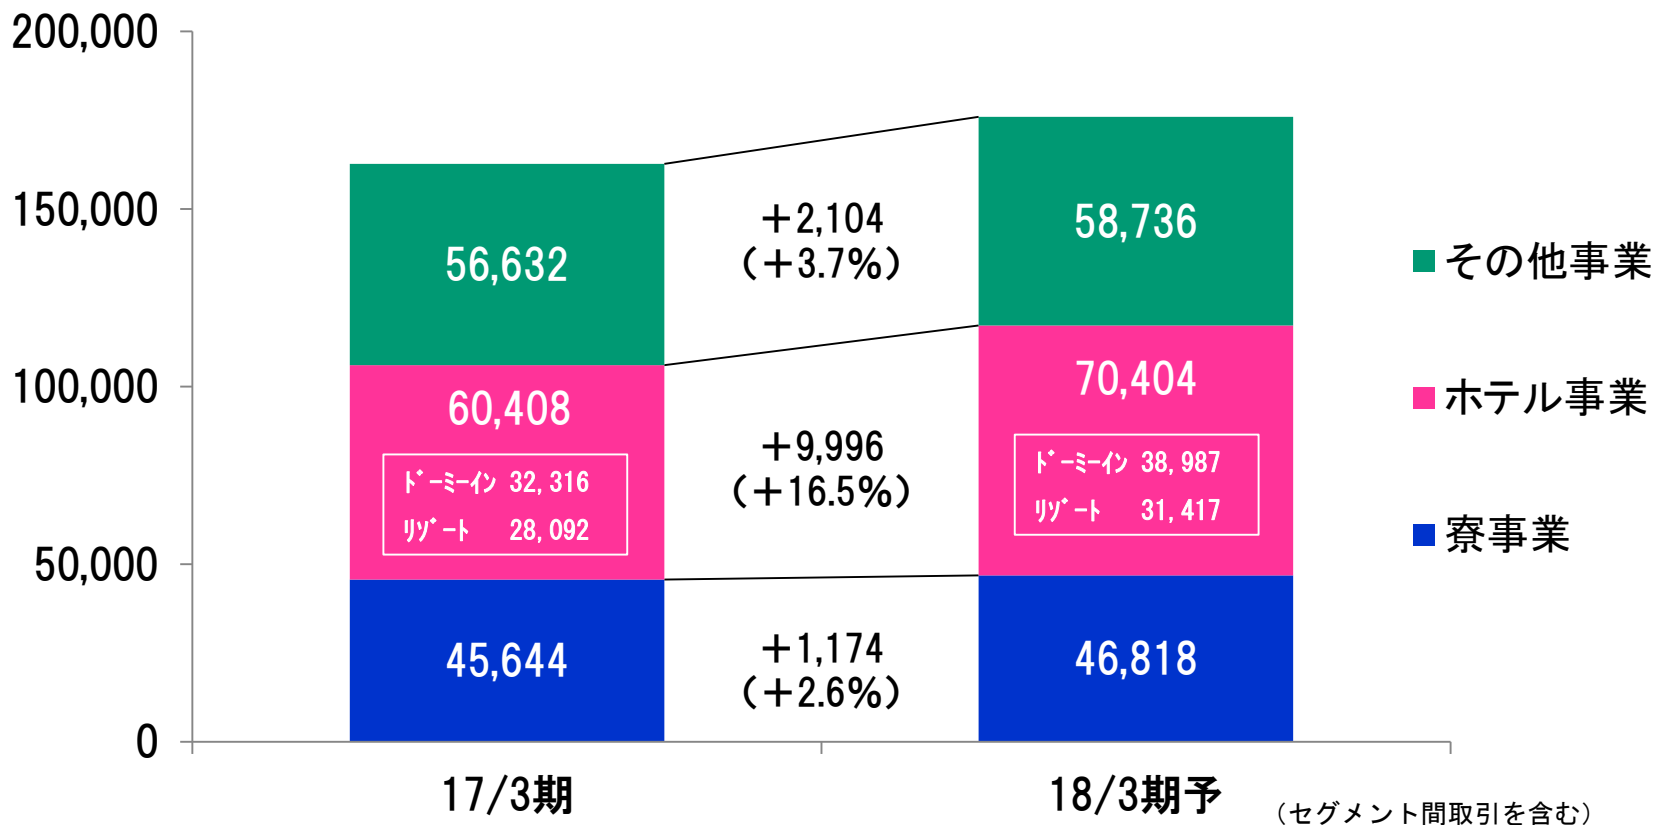 200,000
150,000
100,000
50,000
0
56,632
60,408
ﾄﾞｰﾐｰｲﾝ 32,316
ﾘｿﾞｰﾄ 28,092
45,644
＋2,104
（＋3.7%）
＋9,996
（＋16.5%）
＋1,174
（＋2.6%）
58,736
70,404
ﾄﾞｰﾐｰｲﾝ 38,987
ﾘｿﾞｰﾄ 31,417
46,818
その他事業
ホテル事業
寮事業
17/3期
18/3期予
（セグメント間取引を含む）